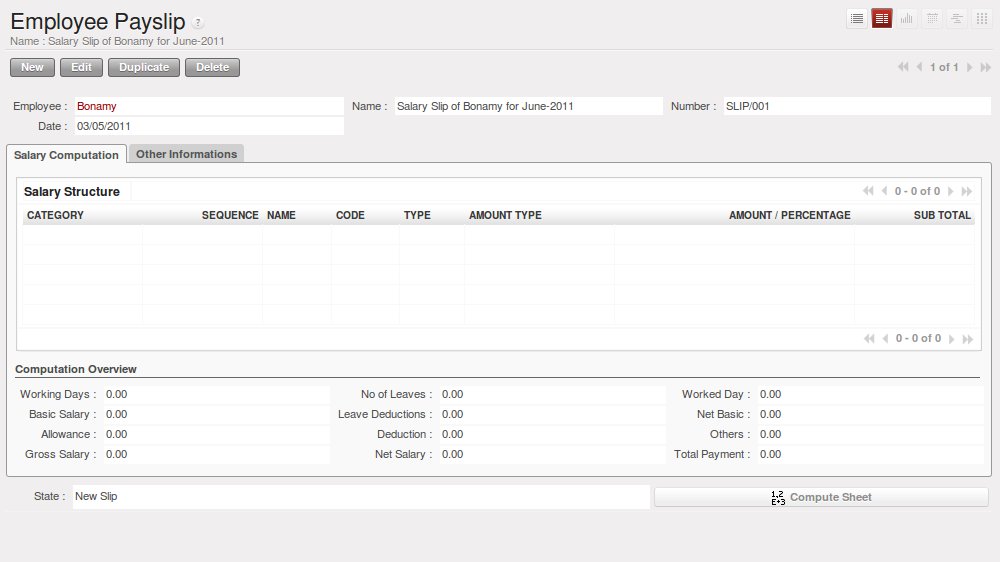 Employee Payslip ?
Name : Salary Slip of Bonamy for June-2011
New Edit Duplicate Delete 1 of 1
Employee : Bonamy Name : Salary Slip of Bonamy for June-2011 Number : SLIP/001
Date : 03/05/2011
Salary Computation Other Informations
Salary Structure 0 - 0 of 0
CATEGORY SEQUENCE NAME CODE TYPE AMOUNT TYPE AMOUNT / PERCENTAGE SUB TOTAL
0 - 0 of 0
Computation Overview
Working Days : 0.00 No of Leaves : 0.00 Worked Day : 0.00
Basic Salary : 0.00 Leave Deductions : 0.00 Net Basic : 0.00
Allowance : 0.00 Deduction : 0.00 Others : 0.00
Gross Salary : 0.00 Net Salary : 0.00 Total Payment : 0.00
State : New Slip 1,2 E+3 Compute Sheet